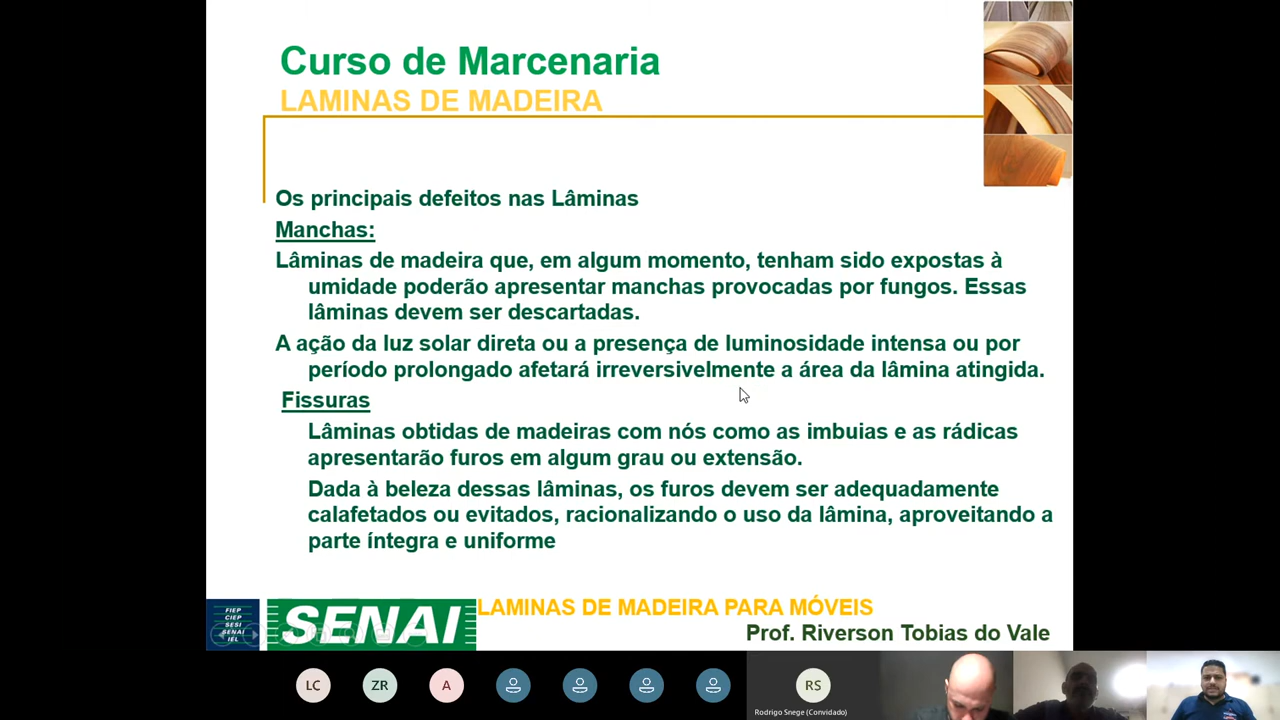 Curso de Marcenaria
LAMINAS DE MADEIRA
Os principais defeitos nas Lâminas
Manchas:
Lâminas de madeira que, em algum momento, tenham sido expostas à
umidade poderão apresentar manchas provocadas por fungos. Essas
lâminas devem ser descartadas.
A ação da luz solar direta ou a presença de luminosidade intensa ou por
período prolongado afetará irreversivelmente a área da lâmina atingida.
Fissuras
Lâminas obtidas de madeiras com nós como as imbuias e as rádicas
apresentarão furos em algum grau ou extensão.
Dada à beleza dessas lâminas, os furos devem ser adequadamente
calafetados ou evitados, racionalizando o uso da lâmina, aproveitando a
parte íntegra e uniforme
FIEP
CIEP
SESI
SENAI
IEL
SENAI
LAMINAS DE MADEIRA PARA MÓVEIS
Prof. Riverson Tobias do Vale
LC
ZR
A
RS
Rodrigo Snege (Convidado)